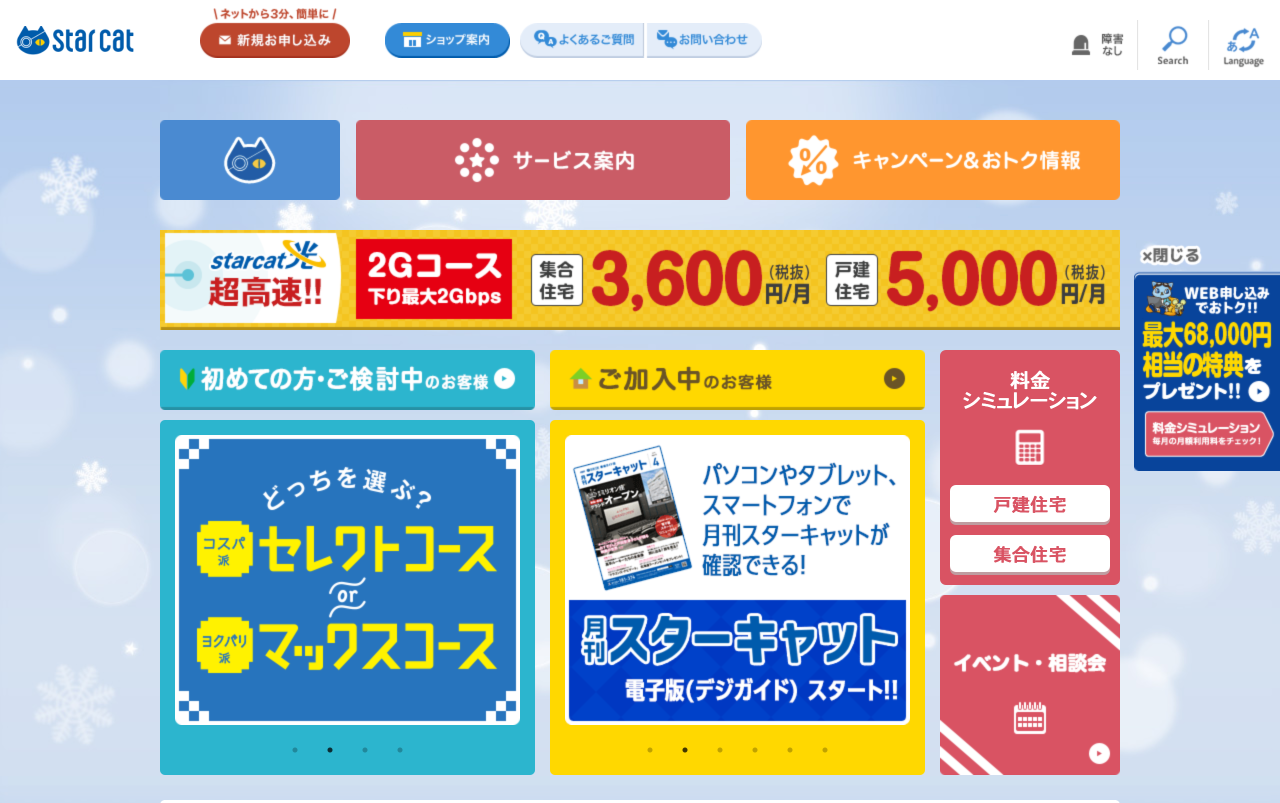 starcat
\ネットから3分、簡単に/
新規お申し込み
ショップ案内
よくあるご質問
お問い合わせ
障害
なし
Search
Language
サービス案内
キャンペーン&おトク情報
starcat光
超高速!!
2Gコース
下り最大2Gbps
集合
住宅
3,600
(税抜)
円/月
戸建
住宅
5,000
(税抜)
円/月
×閉じる
WEB申し込み
でおトク!!
最大68,000円
相当の特典を
プレゼント!!
料金シミュレーション
毎月の月額利用料をチェック!
初めての方・ご検討中のお客様
ご加入中のお客様
料金
シミュレーション
戸建住宅
集合住宅
どっちを選ぶ?
コスパ
派
セレクトコース
or
ヨクバリ
派
マックスコース
月刊
スターキャット
4
オープン
パソコンやタブレット、
スマートフォンで
月刊スターキャットが
確認できる!
月刊スターキャット
電子版(デジガイド) スタート!!
イベント・相談会